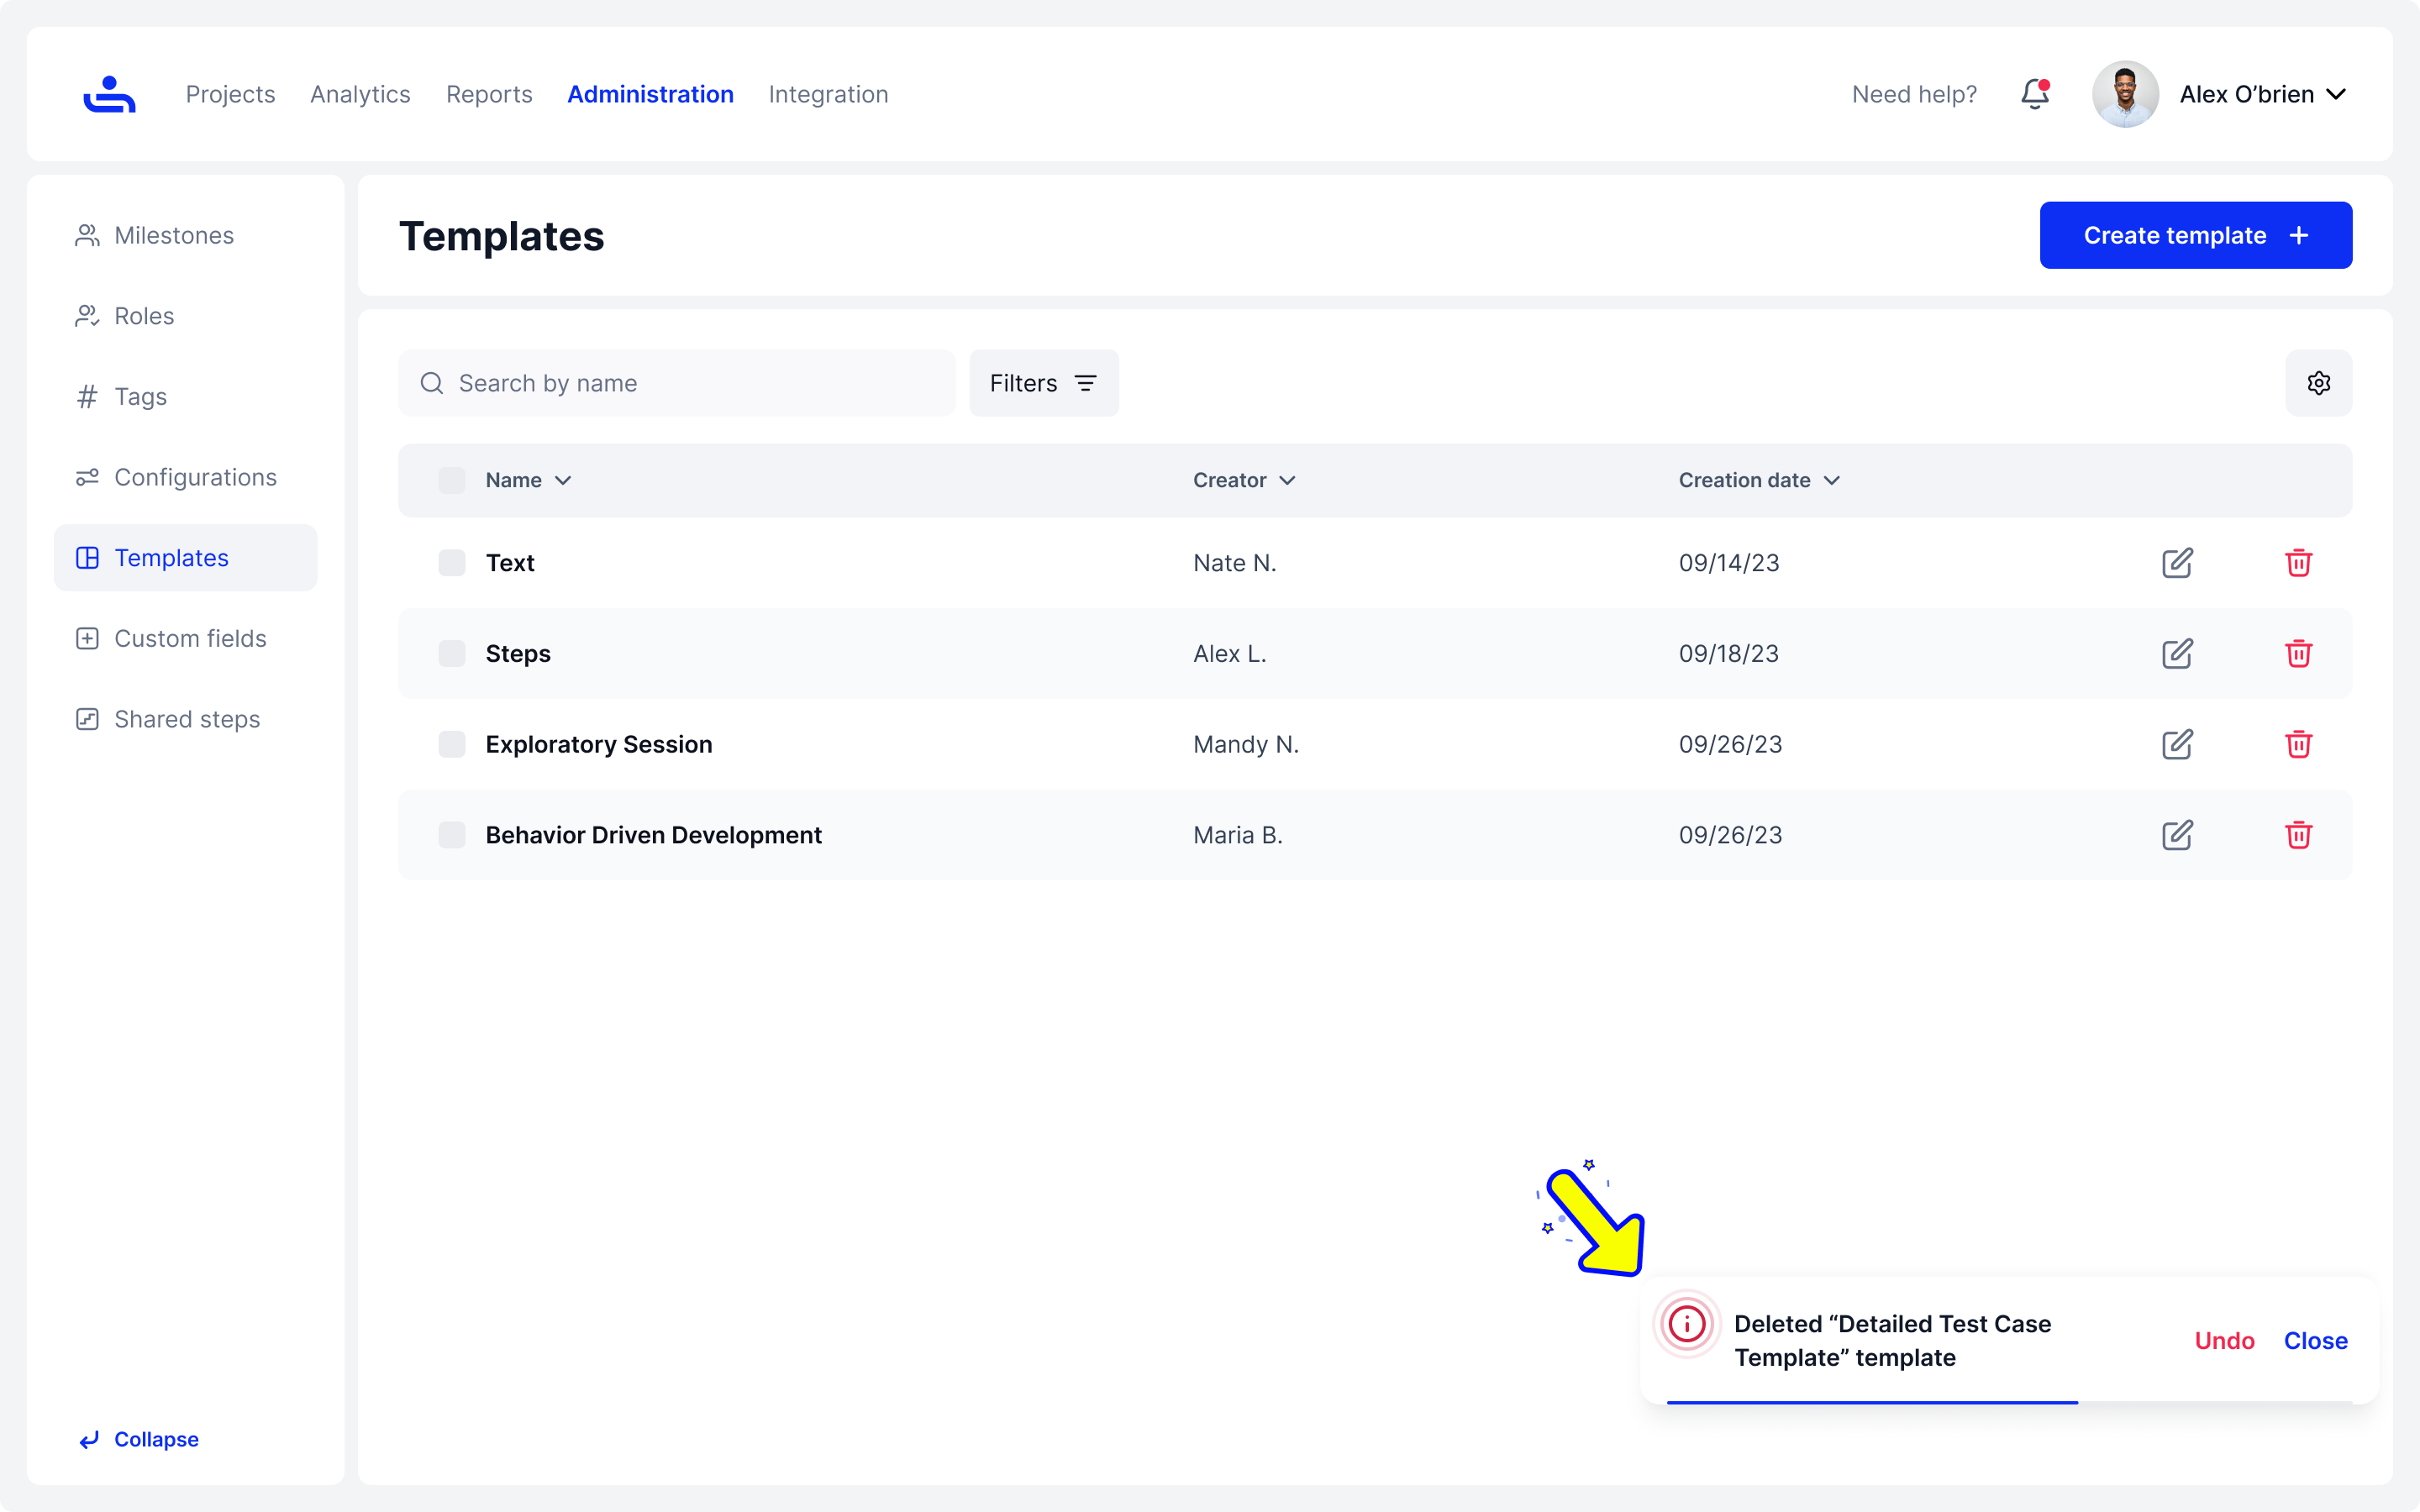 Projects Analytics Reports Administration Integration Need help? Alex O’brien
Milestones
Roles
Tags
Configurations
Templates
Custom fields
Shared steps
Collapse
Templates
Create template
Search by name
Filters
Name Creator Creation date
Text Nate N. 09/14/23
Steps Alex L. 09/18/23
Exploratory Session Mandy N. 09/26/23
Behavior Driven Development Maria B. 09/26/23
Deleted “Detailed Test Case
Template” template
Undo Close